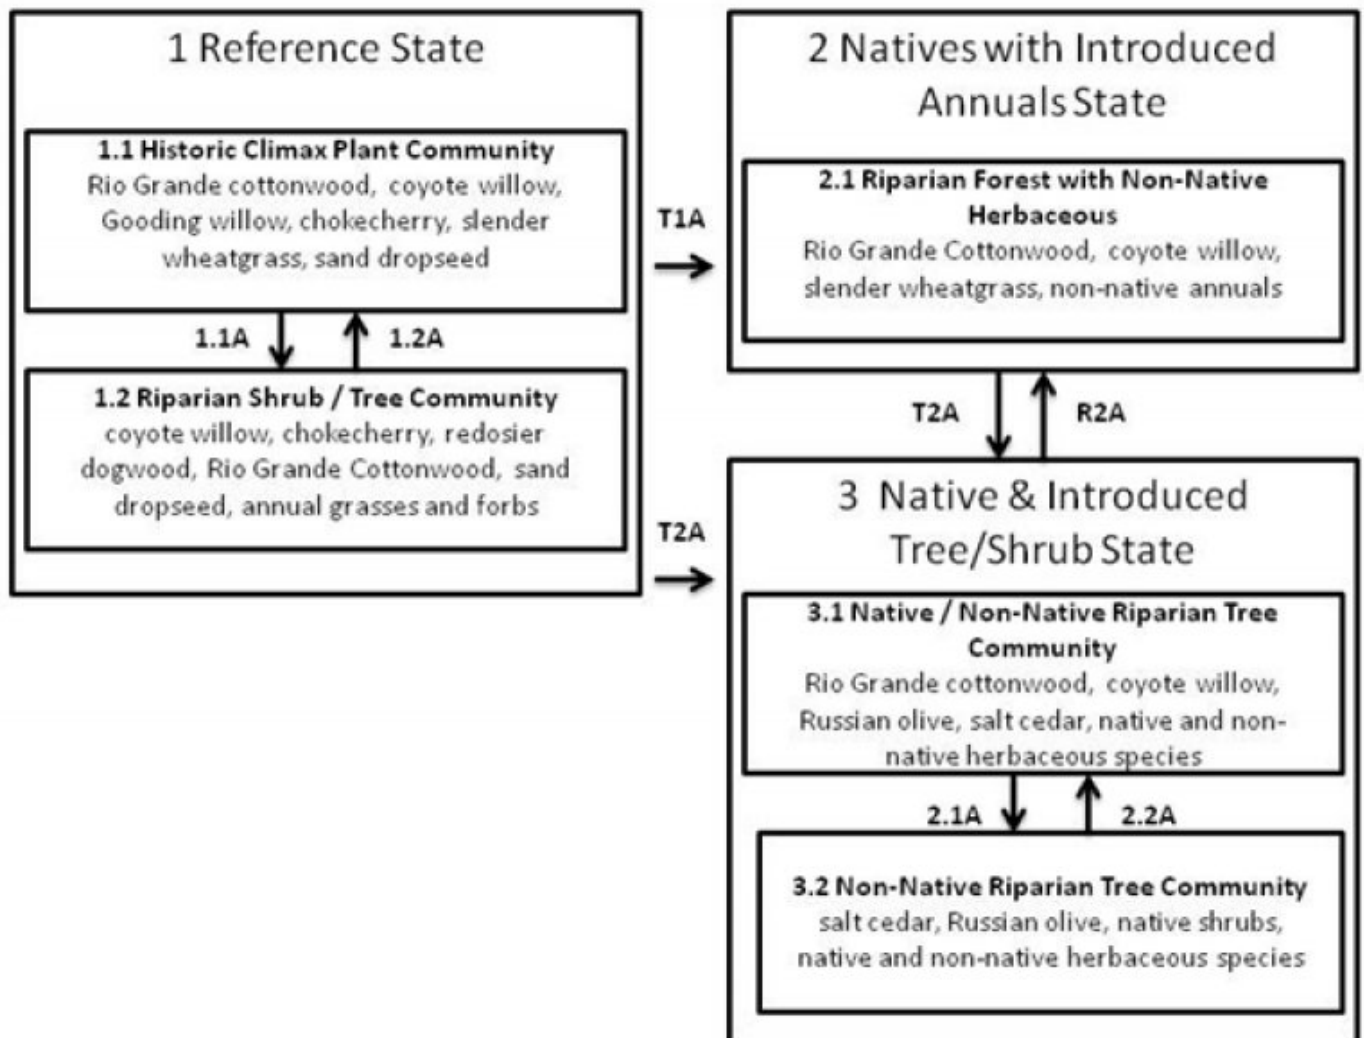 1 Reference State
1.1 Historic Climax Plant Community
Rio Grande cottonwood, coyote willow,
Gooding willow, chokecherry, slender
wheatgrass, sand dropseed
1.1A
1.2A
1.2 Riparian Shrub / Tree Community
coyote willow, chokecherry, redosier
dogwood, Rio Grande Cottonwood, sand
dropseed, annual grasses and forbs
T1A
T2A
2 Natives with Introduced
Annuals State
2.1 Riparian Forest with Non-Native
Herbaceous
Rio Grande Cottonwood, coyote willow,
slender wheatgrass, non-native annuals
T2A
R2A
3 Native & Introduced
Tree/Shrub State
3.1 Native / Non-Native Riparian Tree
Community
Rio Grande cottonwood, coyote willow,
Russian olive, salt cedar, native and non-
native herbaceous species
2.1A
2.2A
3.2 Non-Native Riparian Tree Community
salt cedar, Russian olive, native shrubs,
native and non-native herbaceous species